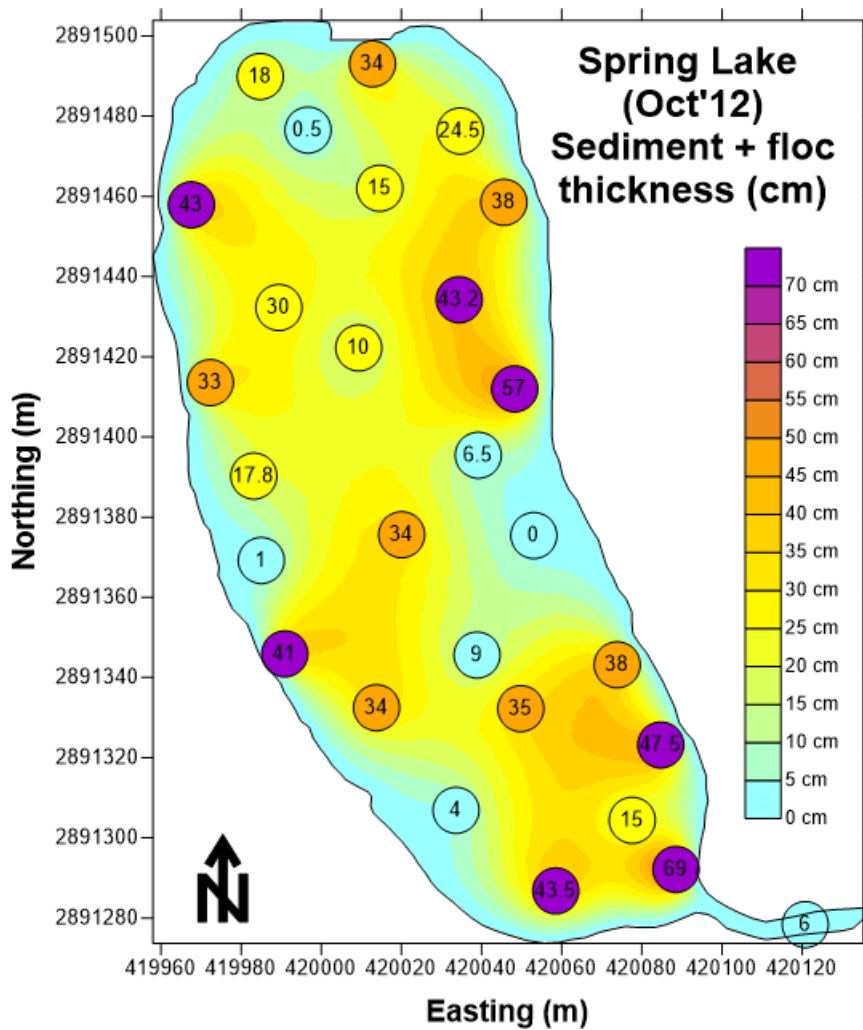 Spring Lake
(Oct'12)
Sediment + floc
thickness (cm)
2891500
2891480
2891460
2891440
2891420
2891400
2891380
2891360
2891340
2891320
2891300
2891280
Northing (m)
34
18
0.5
24.5
15
43
38
43.2
30
10
33
57
6.5
17.8
34
0
1
41
9
38
34
35
47.5
4
15
69
43.5
6
70 cm
65 cm
60 cm
55 cm
50 cm
45 cm
40 cm
35 cm
30 cm
25 cm
20 cm
15 cm
10 cm
5 cm
0 cm
N
419960 419980 420000 420020 420040 420060 420080 420100 420120
Easting (m)